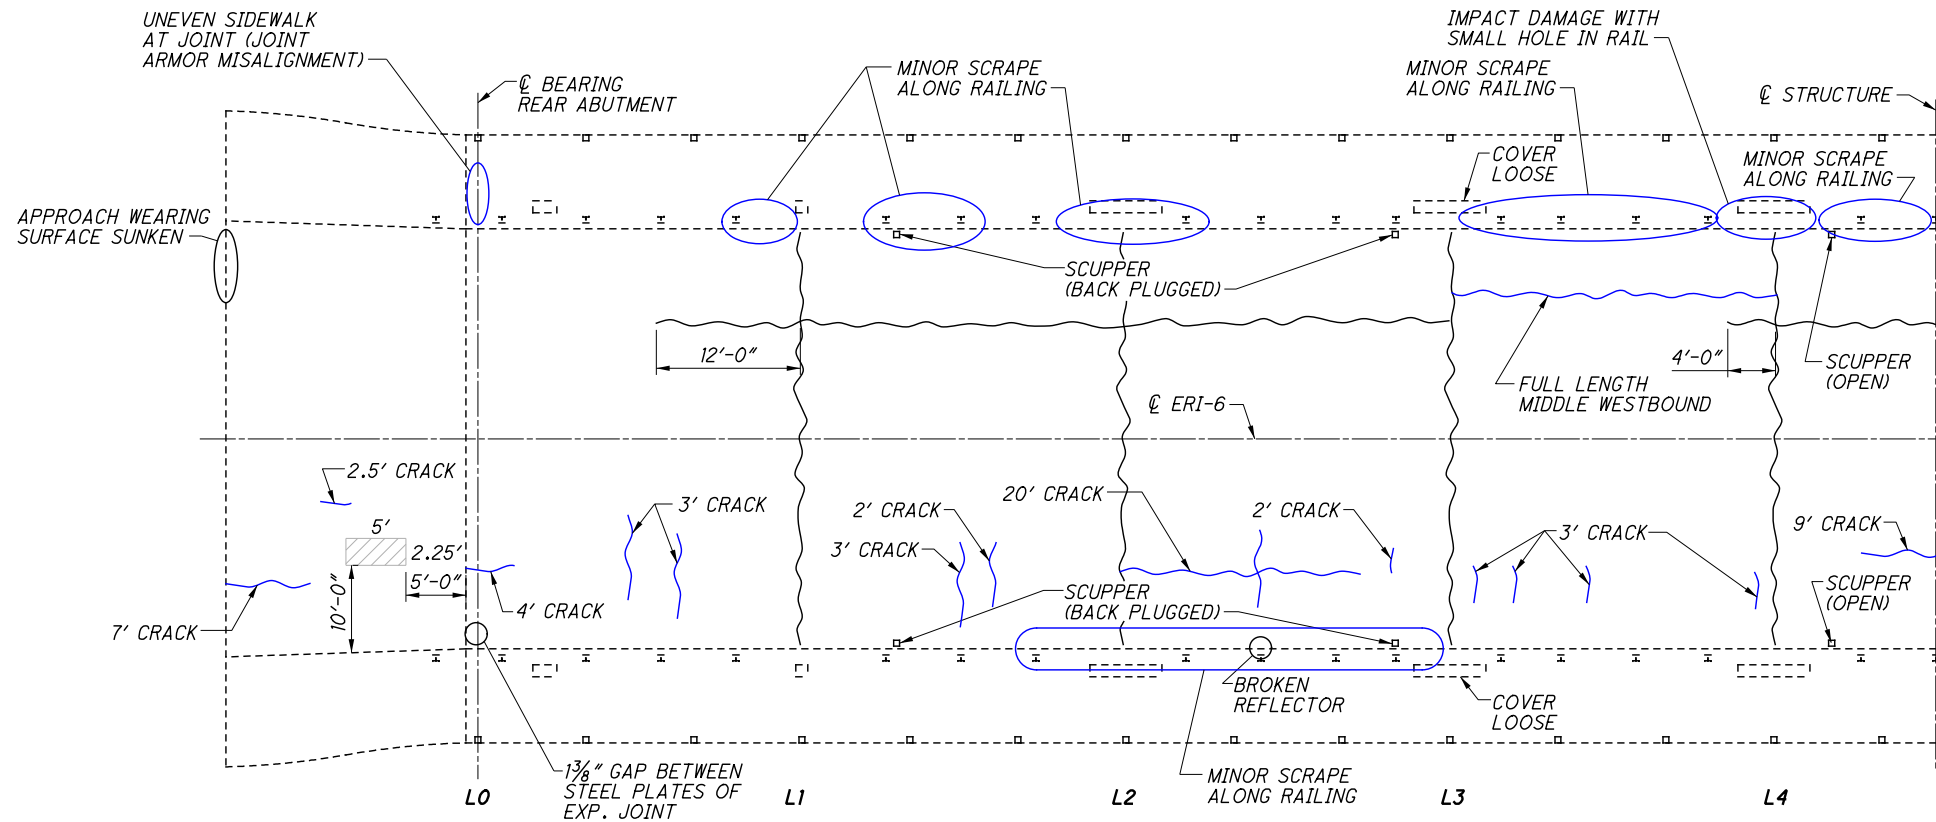 UNEVEN SIDEWALK
AT JOINT (JOINT
ARMOR MISALIGNMENT)
℄ BEARING
REAR ABUTMENT
MINOR SCRAPE
ALONG RAILING
IMPACT DAMAGE WITH
SMALL HOLE IN RAIL
MINOR SCRAPE
ALONG RAILING
℄ STRUCTURE
COVER
LOOSE
MINOR SCRAPE
ALONG RAILING
APPROACH WEARING
SURFACE SUNKEN
SCUPPER
(BACK PLUGGED)
12'-0"
4'-0"
SCUPPER
(OPEN)
FULL LENGTH
MIDDLE WESTBOUND
℄ ERI-6
2.5' CRACK
3' CRACK
2' CRACK
20' CRACK
2' CRACK
9' CRACK
5'
2.25'
3' CRACK
3' CRACK
5'-0"
10'-0"
4' CRACK
7' CRACK
SCUPPER
(BACK PLUGGED)
SCUPPER
(OPEN)
BROKEN
REFLECTOR
COVER
LOOSE
1⅜" GAP BETWEEN
STEEL PLATES OF
EXP. JOINT
MINOR SCRAPE
ALONG RAILING
L0
L1
L2
L3
L4